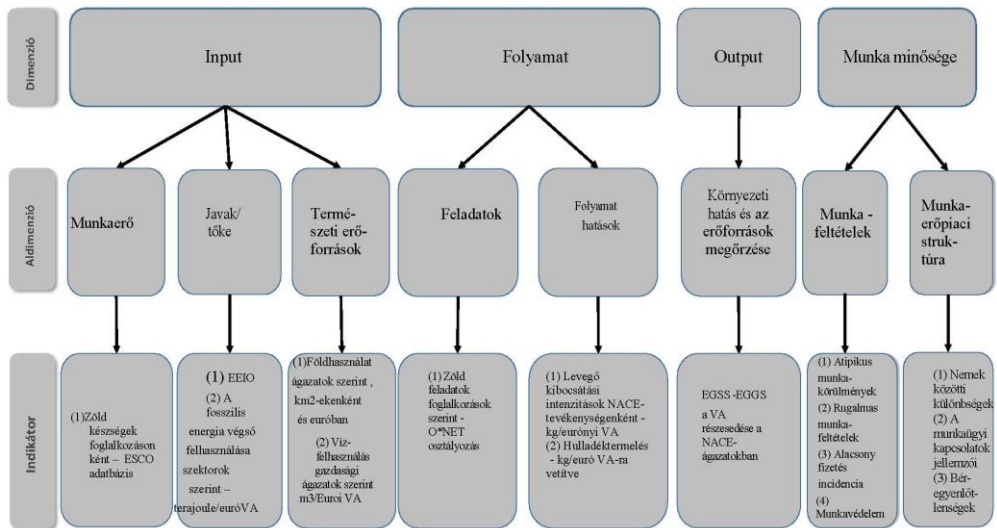 Dimenzió
Input
Folyamat
Output
Munka minősége
Aldimenzió
Munkaerő
Javak/
tőke
Termé-
szeti erő-
források
Feladatok
Folyamat
hatások
Környezeti
hatás és az
erőforrások
megőrzése
Munka -
feltételek
Munka-
erőpiaci
struk-
túra
Indikátor
(1)Zöld
készségek
foglalkozáson
ként – ESCO
adatbázis
(1) EEIO
(2) A
fosszilis
energia végső
felhasználása
szektorok
szerint –
terajoule/euróVA
(1)Földhasználat
ágazatok szerint ,
km2-ekenként
és euróban
(2) Víz-
felhasználás
gazdasági
ágazatok szerint
m3/Euroi VA
(1) Zöld
feladatok
foglalkozások
szerint -
O*NET
osztályozás
(1) Levegő
kibocsátási
intenzitások NACE-
tevékenységenként -
kg/eurónyi VA
(2) Hulladéktermelés
- kg/euró VA-ra
vetítve
EGSS-EGGS
a VA
részesedése a
NACE-
ágazatokban
(1) Atipikus
munka-
körülmények
(2) Rugalmas
munka-
feltételek
(3) Alacsony
fizetés
incidencia
(4)
Munkavédelem
(1) Nemek
közötti
különbségek
(2) A
munkaügyi
kapcsolatok
jellemzői
(3) Bér-
egyenlőt-
lenségek